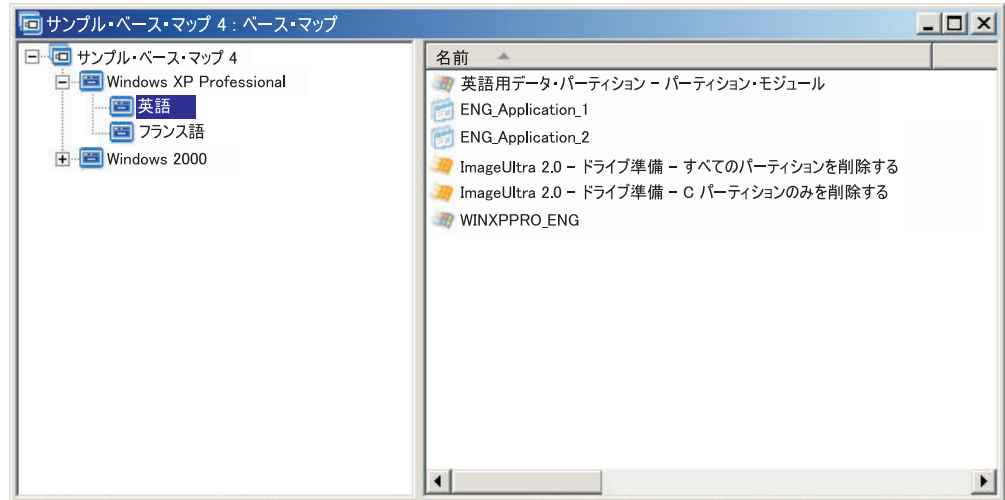 サンプル・ベース・マップ 4 : ベース・マップ
サンプル・ベース・マップ 4
Windows XP Professional
英語
フランス語
Windows 2000
名前
英語用データ・パーティション - パーティション・モジュール
ENG_Application_1
ENG_Application_2
ImageUltra 2.0 - ドライブ準備 - すべてのパーティションを削除する
ImageUltra 2.0 - ドライブ準備 - C パーティションのみを削除する
WINXPPRO_ENG